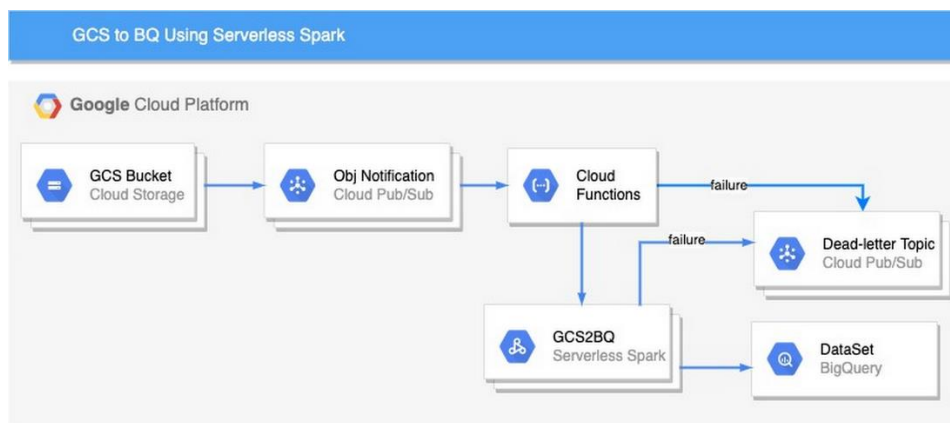 GCS to BQ Using Serverless Spark
Google Cloud Platform
GCS Bucket
Cloud Storage
Obj Notification
Cloud Pub/Sub
Cloud
Functions
failure
failure
Dead-letter Topic
Cloud Pub/Sub
GCS2BQ
Serverless Spark
DataSet
BigQuery